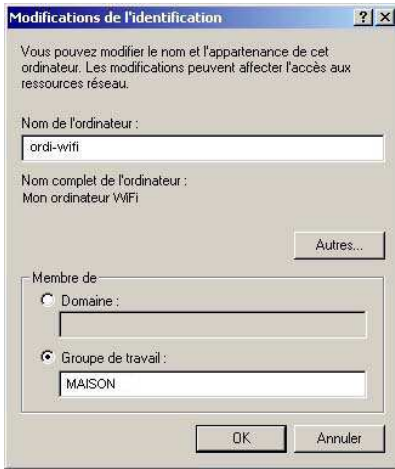 Modifications de l'identification
Vous pouvez modifier le nom et l'appartenance de cet
ordinateur. Les modifications peuvent affecter l'accès aux
ressources réseau.
Nom de l'ordinateur :
ordi-wifi
Nom complet de l'ordinateur :
Mon ordinateur WiFi
Autres...
Membre de
Domaine :
Groupe de travail :
MAISON
OK
Annuler